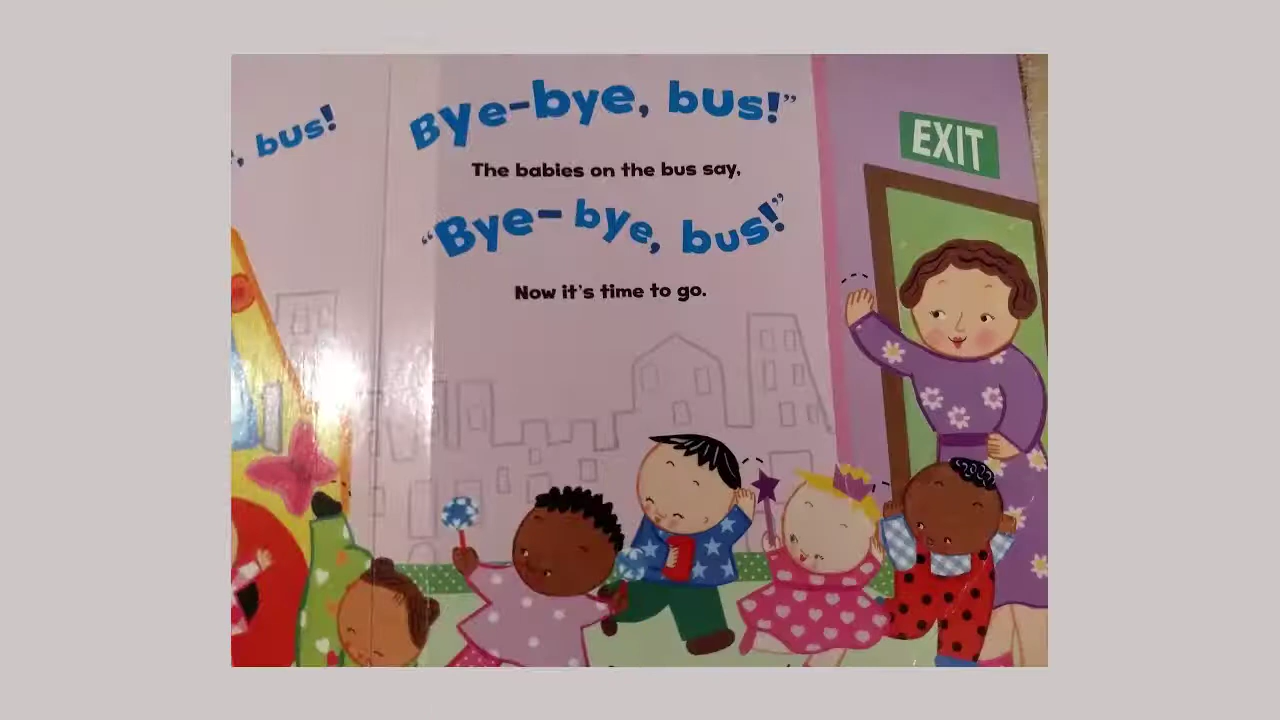 bus!
Bye-bye, bus!”
The babies on the bus say,
“Bye-bye, bus!”
Now it's time to go.
EXIT